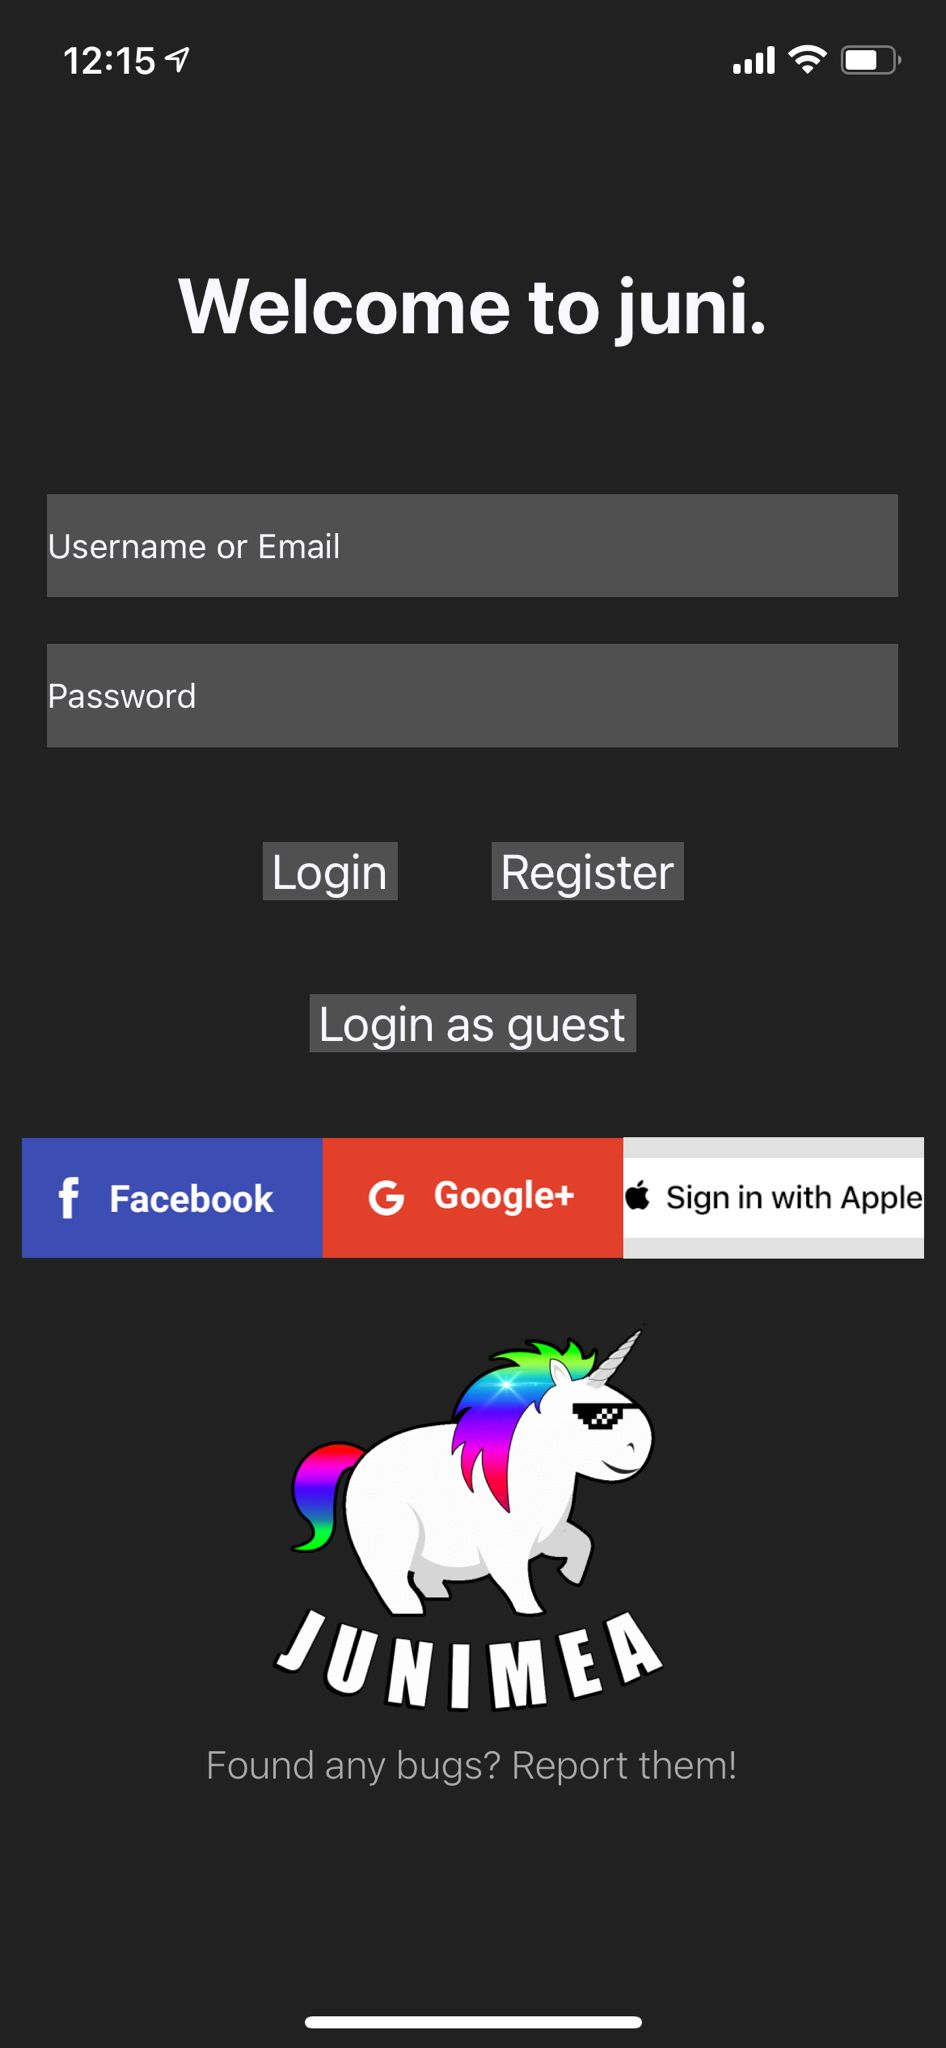 12:15
Welcome to juni.
Username or Email
Password
Login Register
Login as guest
f Facebook G Google+ Sign in with Apple
JUNIMEA
Found any bugs? Report them!